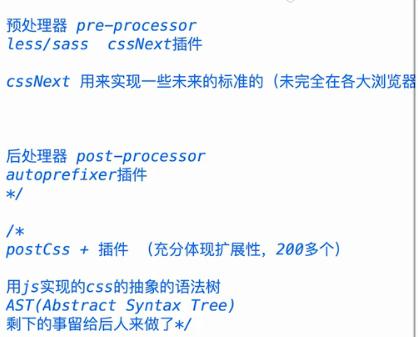 预处理器 pre-processor
less/sass cssNext插件
cssNext 用来实现一些未来的标准的（未完全在各大浏览器
后处理器 post-processor
autoprefixer插件
*/
/*
postCss + 插件 （充分体现扩展性，200多个）
用js实现的css的抽象的语法树
AST(Abstract Syntax Tree)
剩下的事留给后人来做了*/